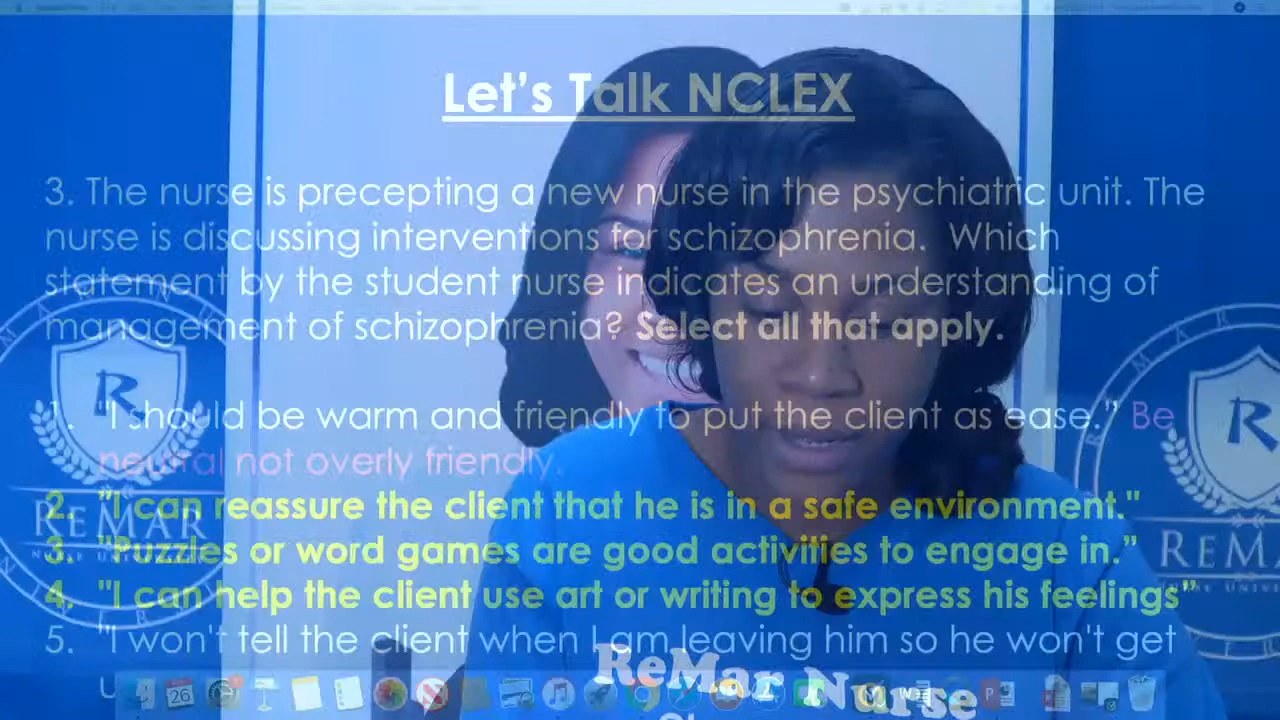 Let's Talk NCLEX
3. The nurse is precepting a new nurse in the psychiatric unit. The
nurse is discussing interventions for schizophrenia. Which
statement by the student nurse indicates an understanding of
management of schizophrenia? Select all that apply.
1. "I should be warm and friendly to put the client as ease." Be
neutral not overly friendly.
2. "I can reassure the client that he is in a safe environment."
3. "Puzzles or word games are good activities to engage in."
4. "I can help the client use art or writing to express his feelings"
5. "I won't tell the client when I am leaving him so he won't get
R
REMAR
R
ReMar Nurse
26